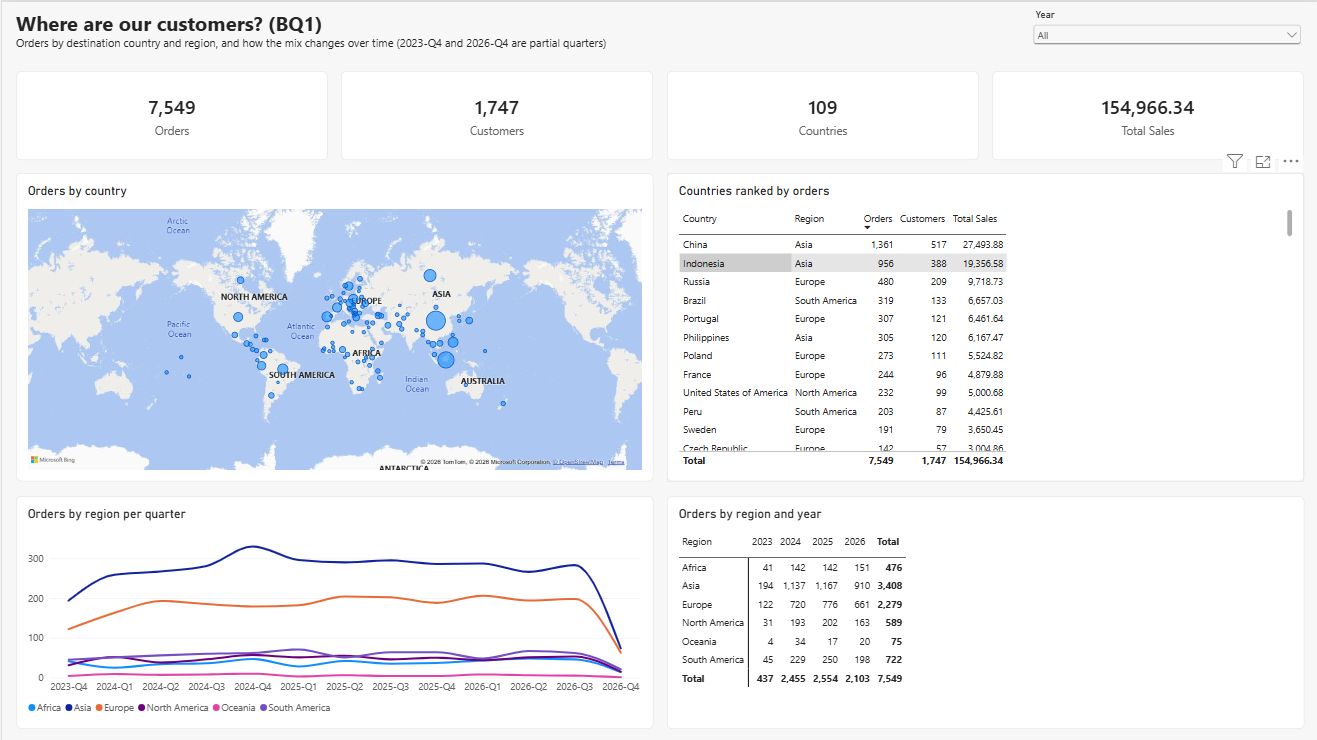 Where are our customers? (BQ1)
Orders by destination country and region, and how the mix changes over time (2023-Q4 and 2026-Q4 are partial quarters)
Year
All
7,549
Orders
1,747
Customers
109
Countries
154,966.34
Total Sales
Orders by country
Arctic
Ocean
NORTH AMERICA
EUROPE
ASIA
Pacific
Ocean
Atlantic
Ocean
AFRICA
SOUTH AMERICA
Indian
Ocean
AUSTRALIA
ANTARCTICA
Microsoft Bing
© 2026 TomTom, © 2026 Microsoft Corporation, © OpenStreetMap Terms
Countries ranked by orders
Country Region Orders Customers Total Sales
China Asia 1,361 517 27,493.88
Indonesia Asia 956 388 19,356.58
Russia Europe 480 209 9,718.73
Brazil South America 319 133 6,657.03
Portugal Europe 307 121 6,461.64
Philippines Asia 305 120 6,167.47
Poland Europe 273 111 5,524.82
France Europe 244 96 4,879.88
United States of America North America 232 99 5,000.68
Peru South America 203 87 4,425.61
Sweden Europe 191 79 3,650.45
Czech Republic Europe 142 57 3,004.86
Total 7,549 1,747 154,966.34
Orders by region per quarter
300
200
100
0
2023-Q4 2024-Q1 2024-Q2 2024-Q3 2024-Q4 2025-Q1 2025-Q2 2025-Q3 2025-Q4 2026-Q1 2026-Q2 2026-Q3 2026-Q4
Africa Asia Europe North America Oceania South America
Orders by region and year
Region 2023 2024 2025 2026 Total
Africa 41 142 142 151 476
Asia 194 1,137 1,167 910 3,408
Europe 122 720 776 661 2,279
North America 31 193 202 163 589
Oceania 4 34 17 20 75
South America 45 229 250 198 722
Total 437 2,455 2,554 2,103 7,549